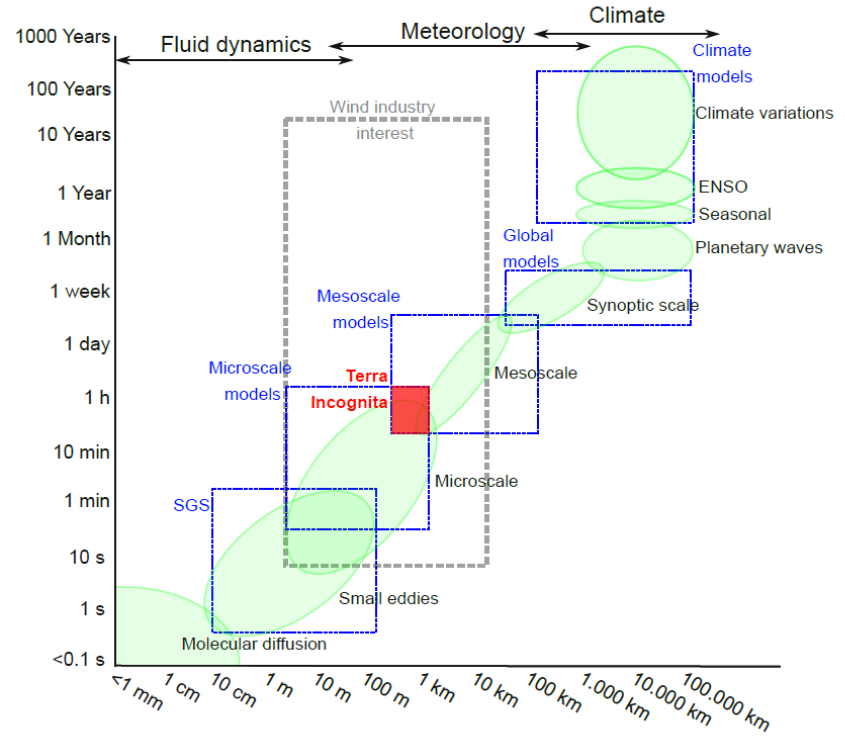 Climate
Meteorology
Fluid dynamics
1000 Years
100 Years
10 Years
1 Year
1 Month
1 week
1 day
1 h
10 min
1 min
10 s
1 s
<0.1 s
Climate
models
Wind industry
interest
Climate variations
ENSO
Seasonal
Planetary waves
Global
models
Synoptic scale
Mesoscale
models
Mesoscale
Microscale
models
Terra
Incognita
Microscale
SGS
Small eddies
Molecular diffusion
<1 mm
1 cm
10 cm
1 m
10 m
100 m
1 km
10 km
100 km
1.000 km
10.000 km
100.000 km